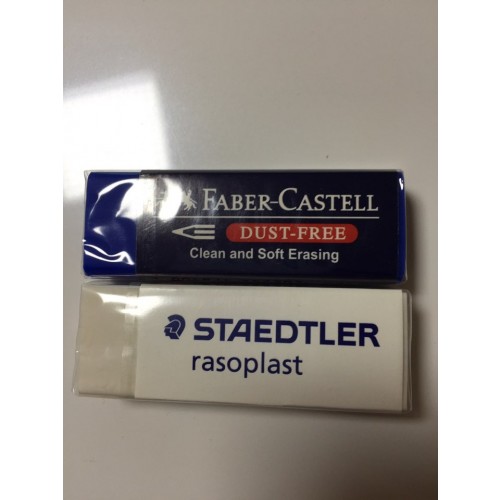 FABER-CASTELL
DUST-FREE
Clean and Soft Erasing
STAEDTLER
rasoplast